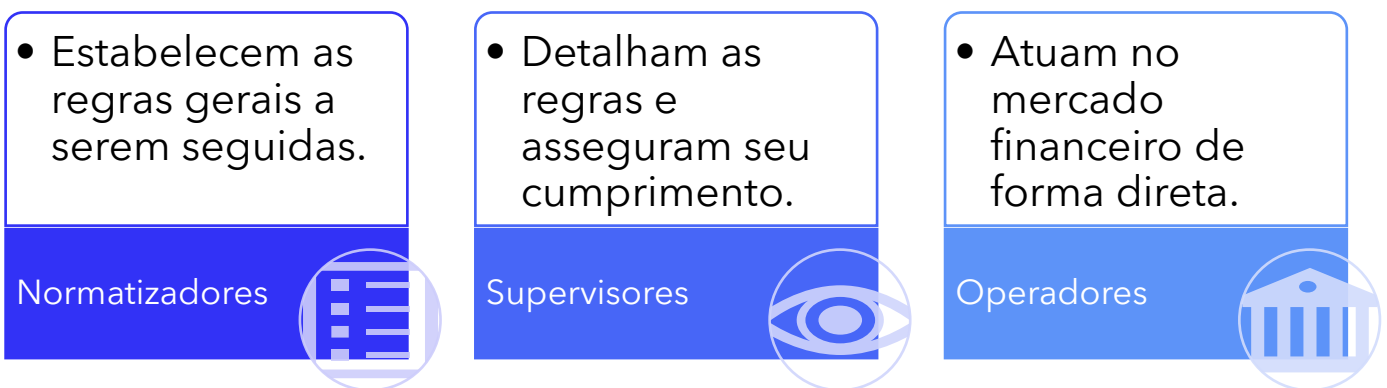 • Estabelecem as
regras gerais a
serem seguidas.
Normatizadores
• Detalham as
regras e
asseguram seu
cumprimento.
Supervisores
• Atuam no
mercado
financeiro de
forma direta.
Operadores